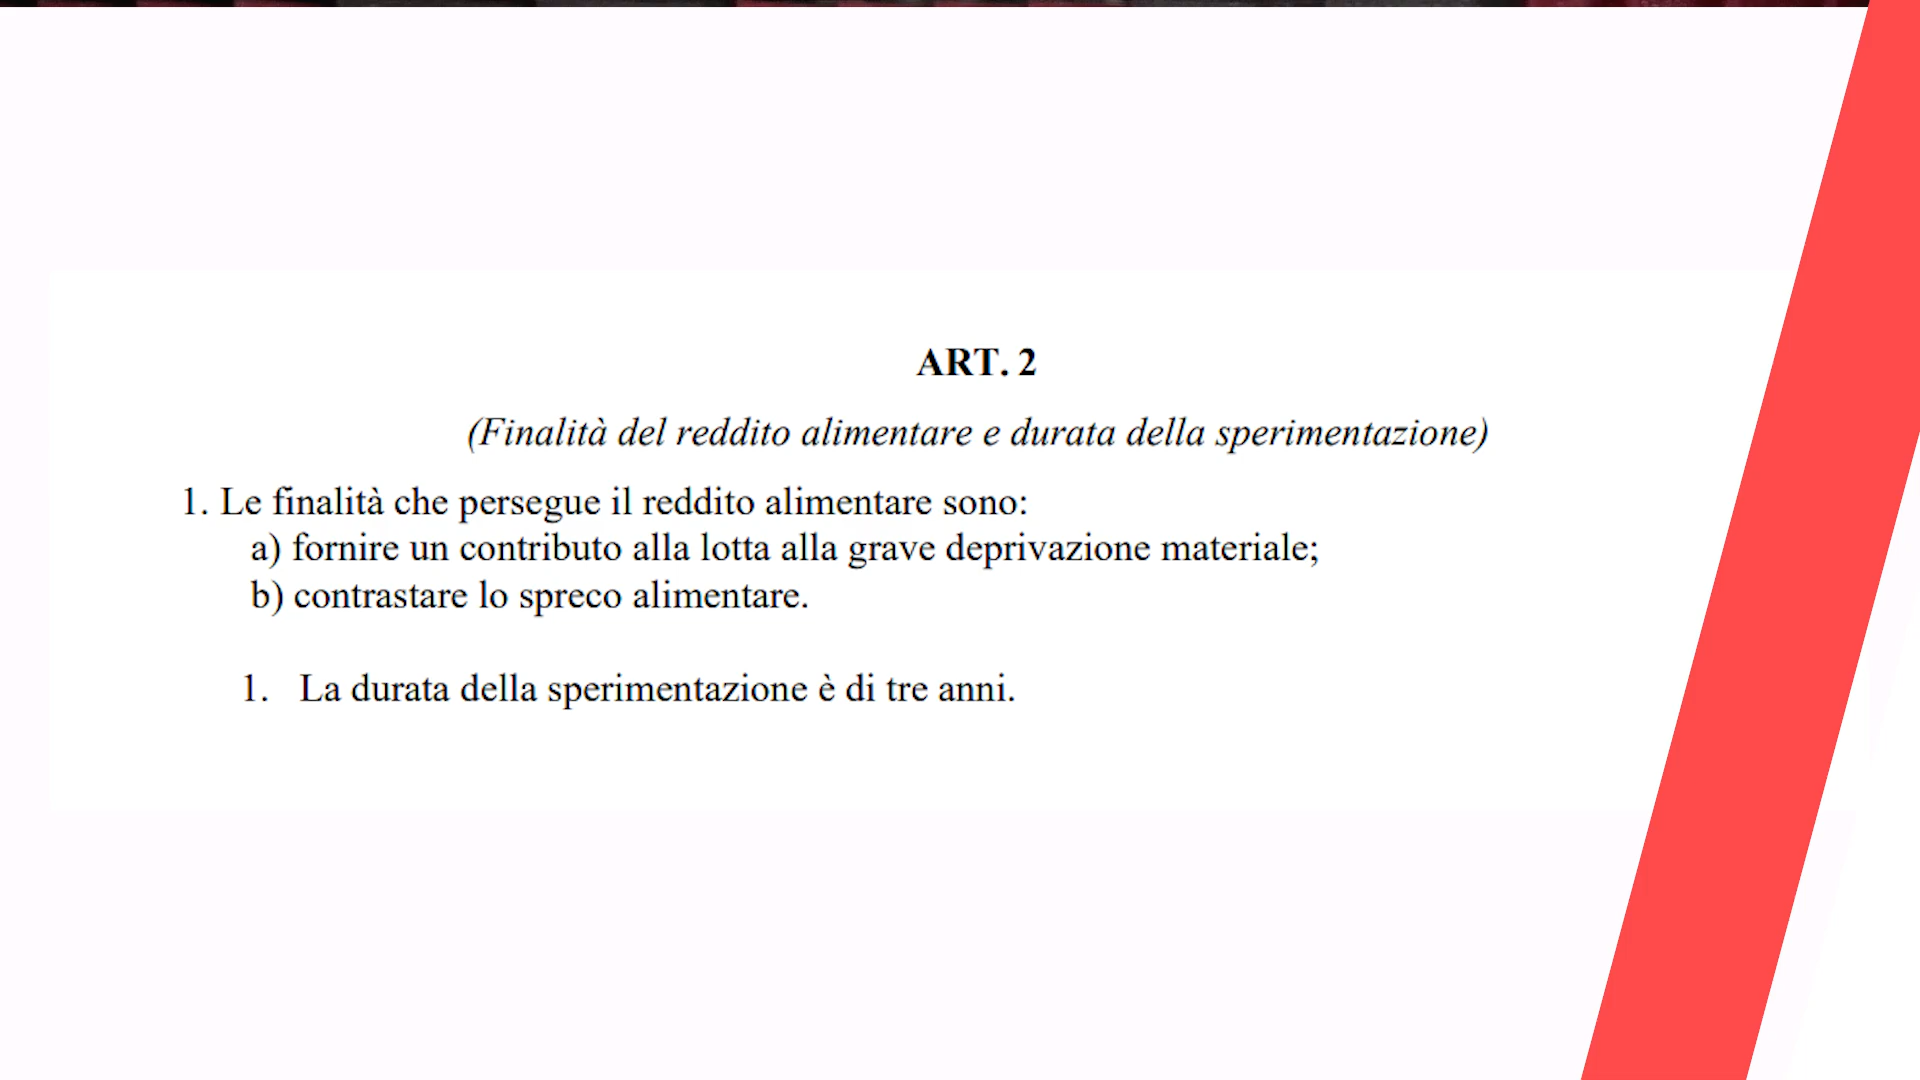 ART. 2
(Finalità del reddito alimentare e durata della sperimentazione)
1. Le finalità che persegue il reddito alimentare sono:
a) fornire un contributo alla lotta alla grave deprivazione materiale;
b) contrastare lo spreco alimentare.
1. La durata della sperimentazione è di tre anni.